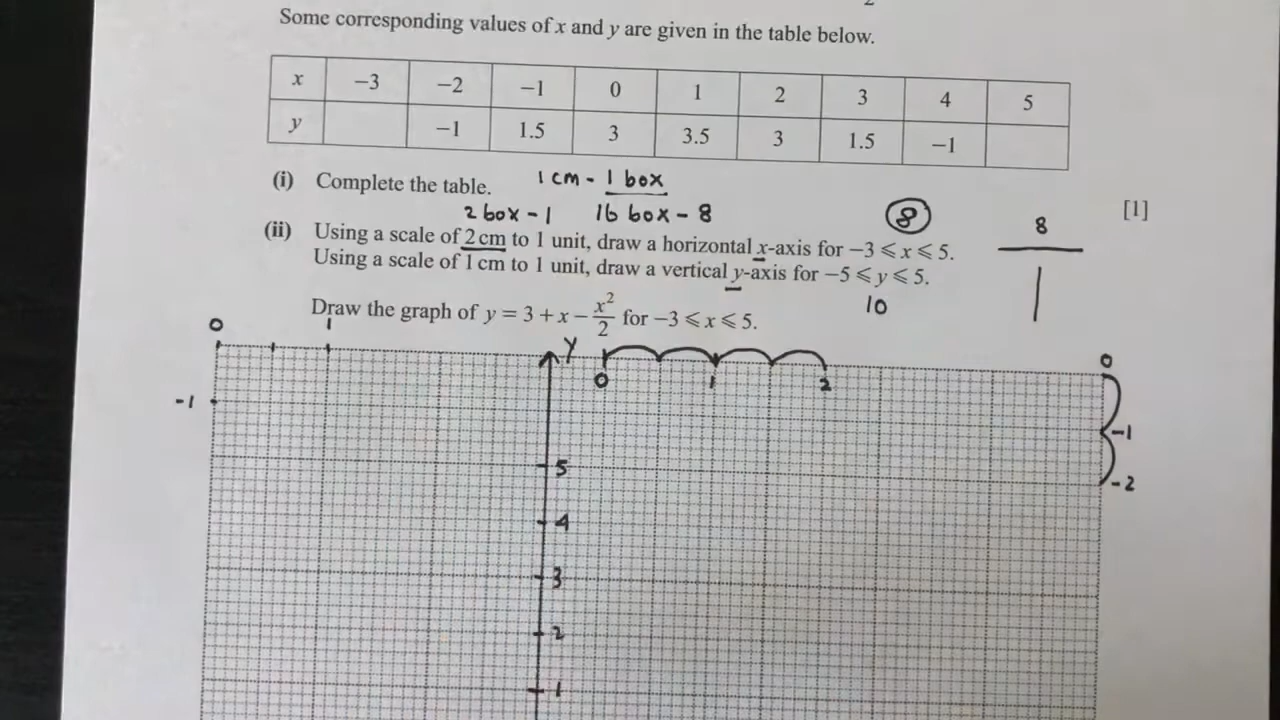 Some corresponding values of x and y are given in the table below.
x −3 −2 −1 0 1 2 3 4 5
y −1 1.5 3 3.5 3 1.5 −1
(i) Complete the table. 1 cm - 1 box [1]
2 box - 1 16 box - 8 8 8
(ii) Using a scale of 2 cm to 1 unit, draw a horizontal x-axis for −3 ⩽ x ⩽ 5.
Using a scale of 1 cm to 1 unit, draw a vertical y-axis for −5 ⩽ y ⩽ 5.
10 1
Draw the graph of y = 3 + x − x²/2 for −3 ⩽ x ⩽ 5.
0 1 Y 0
0 1 2
-1 -1
5 -2
4
3
2
1